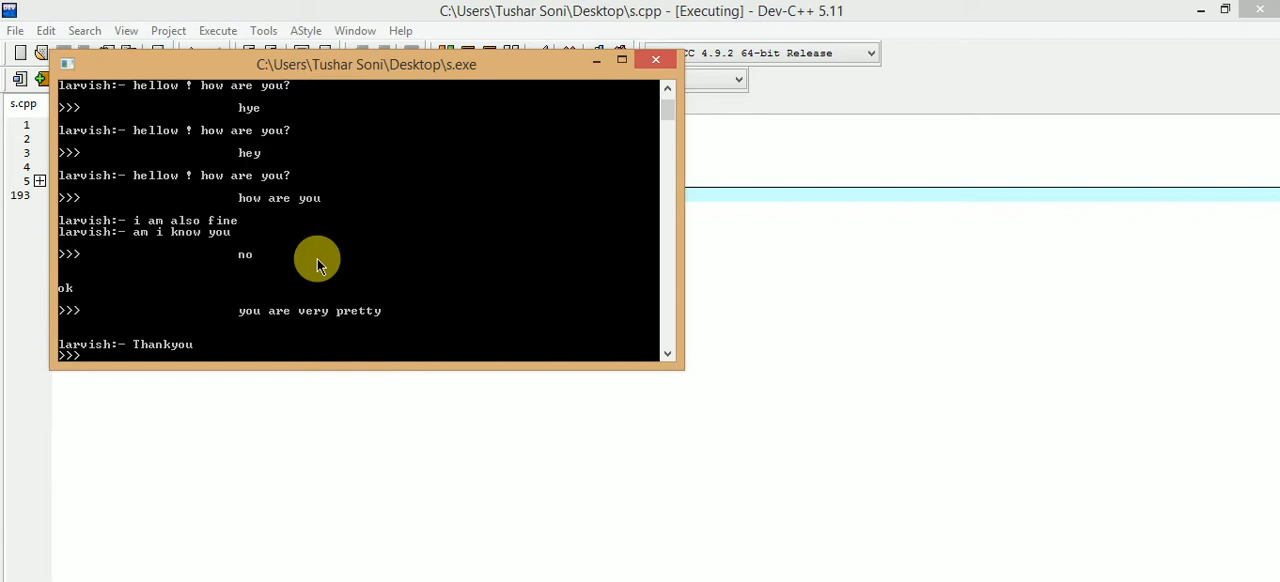 C:\Users\Tushar Soni\Desktop\s.cpp - [Executing] - Dev-C++ 5.11
File Edit Search View Project Execute Tools AStyle Window Help
CC 4.9.2 64-bit Release
C:\Users\Tushar Soni\Desktop\s.exe
s.cpp
1
2
3
4
5
193
larvish:- hellow ! how are you?
>>> hye
larvish:- hellow ! how are you?
>>> hey
larvish:- hellow ! how are you?
>>> how are you
larvish:- i am also fine
larvish:- am i know you
>>> no
ok
>>> you are very pretty
larvish:- Thankyou
>>>